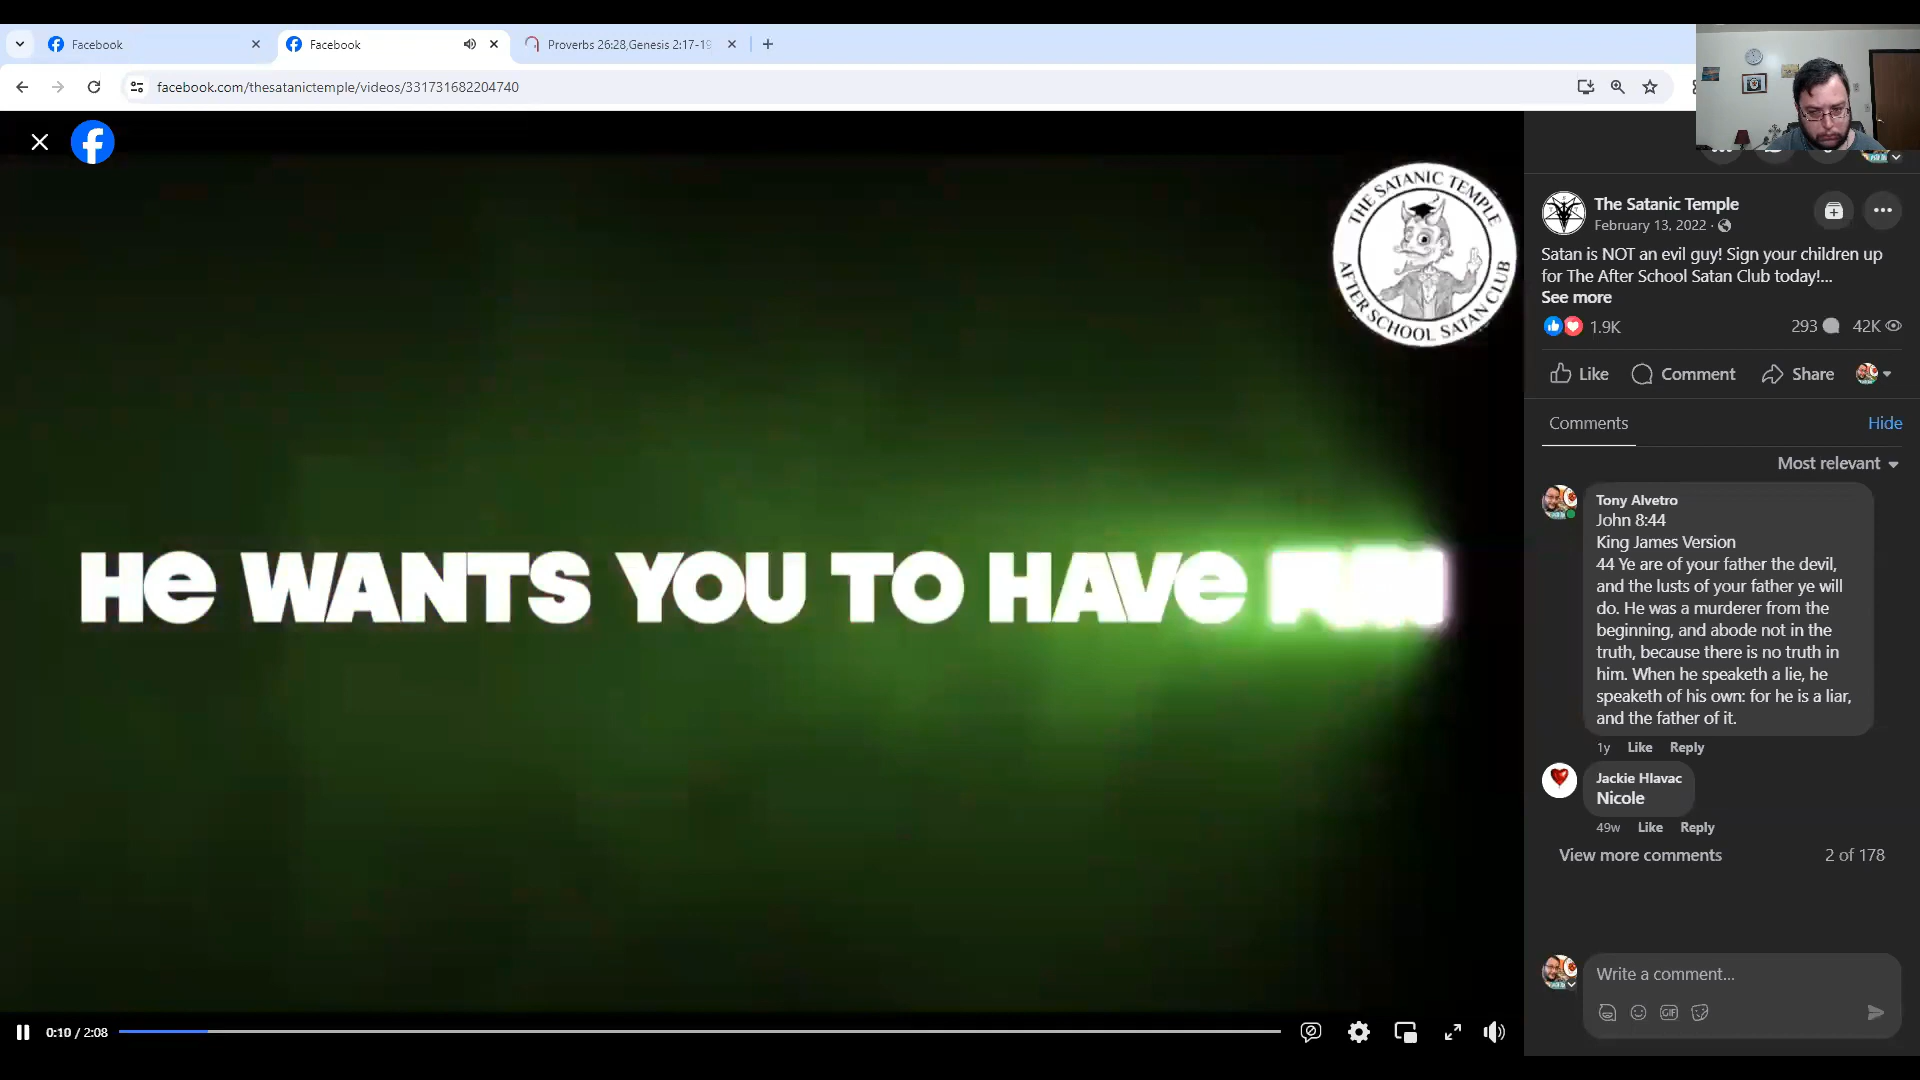 Facebook
Facebook
Proverbs 26:28,Genesis 2:17-19
facebook.com/thesatanictemple/videos/331731682204740
THE SATANIC TEMPLE
AFTER SCHOOL SATAN CLUB
HE WANTS YOU TO HAVE FUN
0:10 / 2:08
The Satanic Temple
February 13, 2022 ·
Satan is NOT an evil guy! Sign your children up
for The After School Satan Club today!...
See more
1.9K
293
42K
Like
Comment
Share
Comments
Hide
Most relevant
Tony Alvetro
John 8:44
King James Version
44 Ye are of your father the devil,
and the lusts of your father ye will
do. He was a murderer from the
beginning, and abode not in the
truth, because there is no truth in
him. When he speaketh a lie, he
speaketh of his own: for he is a liar,
and the father of it.
1y Like Reply
Jackie Hlavac
Nicole
49w Like Reply
View more comments
2 of 178
Write a comment...
GIF